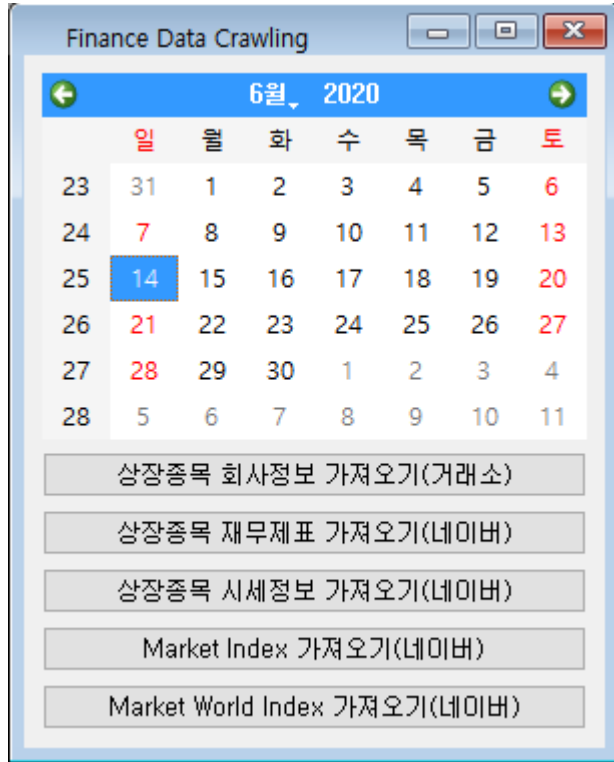 Finance Data Crawling
6월 2020
일 월 화 수 목 금 토
23 31 1 2 3 4 5 6
24 7 8 9 10 11 12 13
25 14 15 16 17 18 19 20
26 21 22 23 24 25 26 27
27 28 29 30 1 2 3 4
28 5 6 7 8 9 10 11
상장종목 회사정보 가져오기(거래소)
상장종목 재무제표 가져오기(네이버)
상장종목 시세정보 가져오기(네이버)
Market Index 가져오기(네이버)
Market World Index 가져오기(네이버)